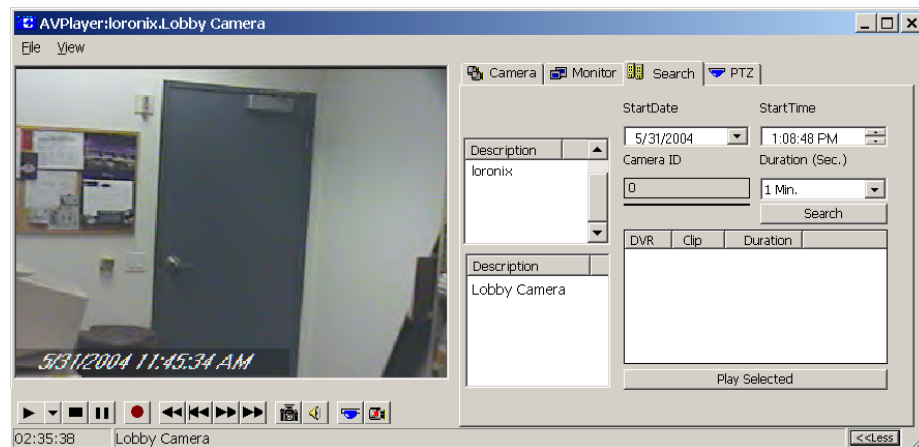 AVPlayer:loronix.Lobby Camera
File View
Camera Monitor Search PTZ
StartDate StartTime
5/31/2004 1:08:48 PM
Description
loronix
Camera ID Duration (Sec.)
0 1 Min.
Search
DVR Clip Duration
Description
Lobby Camera
5/31/2004 11:45:34 AM
Play Selected
02:35:38 Lobby Camera <<Less